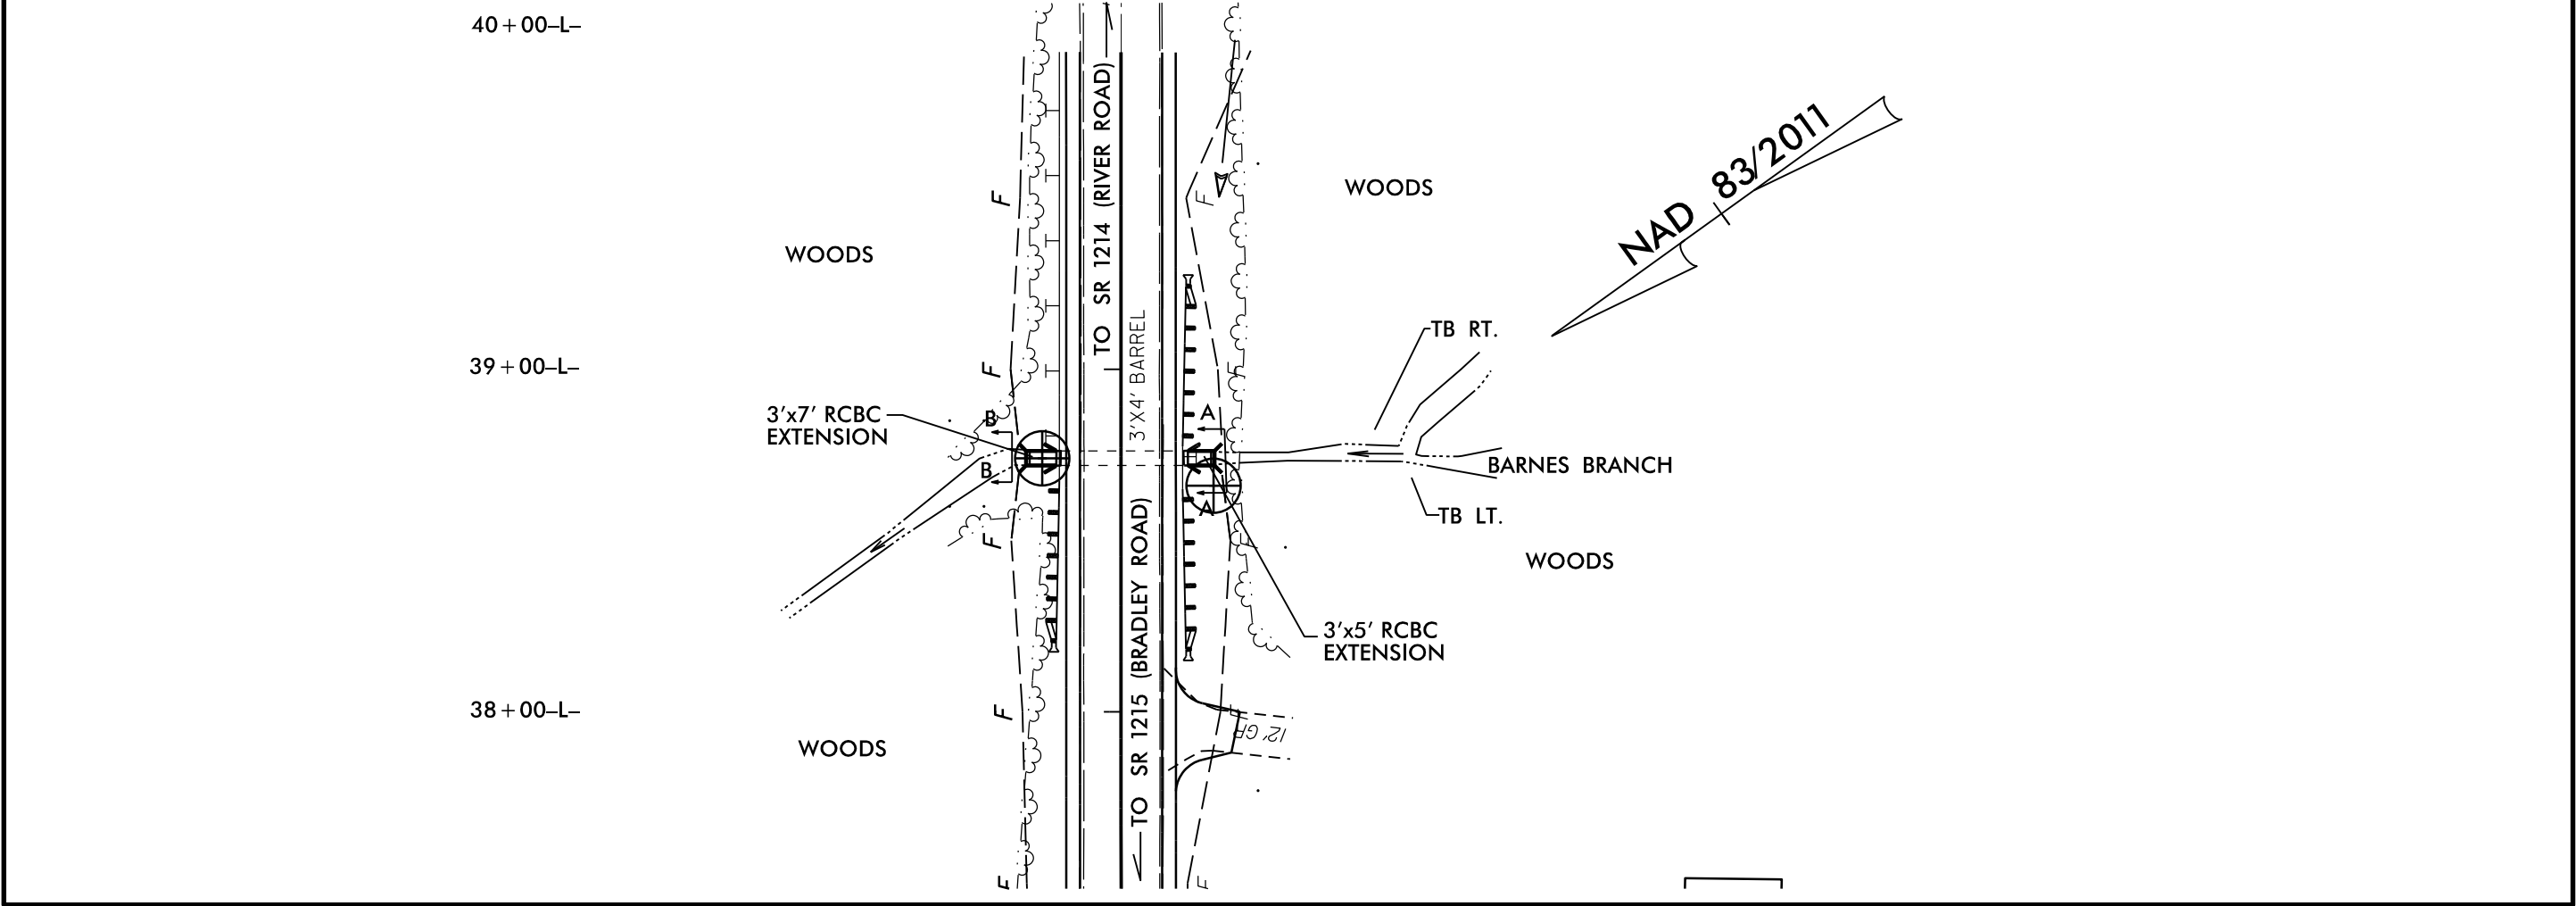 40+00-L-
TO SR 1214 (RIVER ROAD)
NAD 83/2011
WOODS
F
F
WOODS
TB RT.
3'X4' BARREL
39+00-L-
F
F
3'x7' RCBC
EXTENSION
B
A
BARNES BRANCH
B
A
TB LT.
F
WOODS
TO SR 1215 (BRADLEY ROAD)
3'x5' RCBC
EXTENSION
38+00-L-
F
12' GR
WOODS
F
F